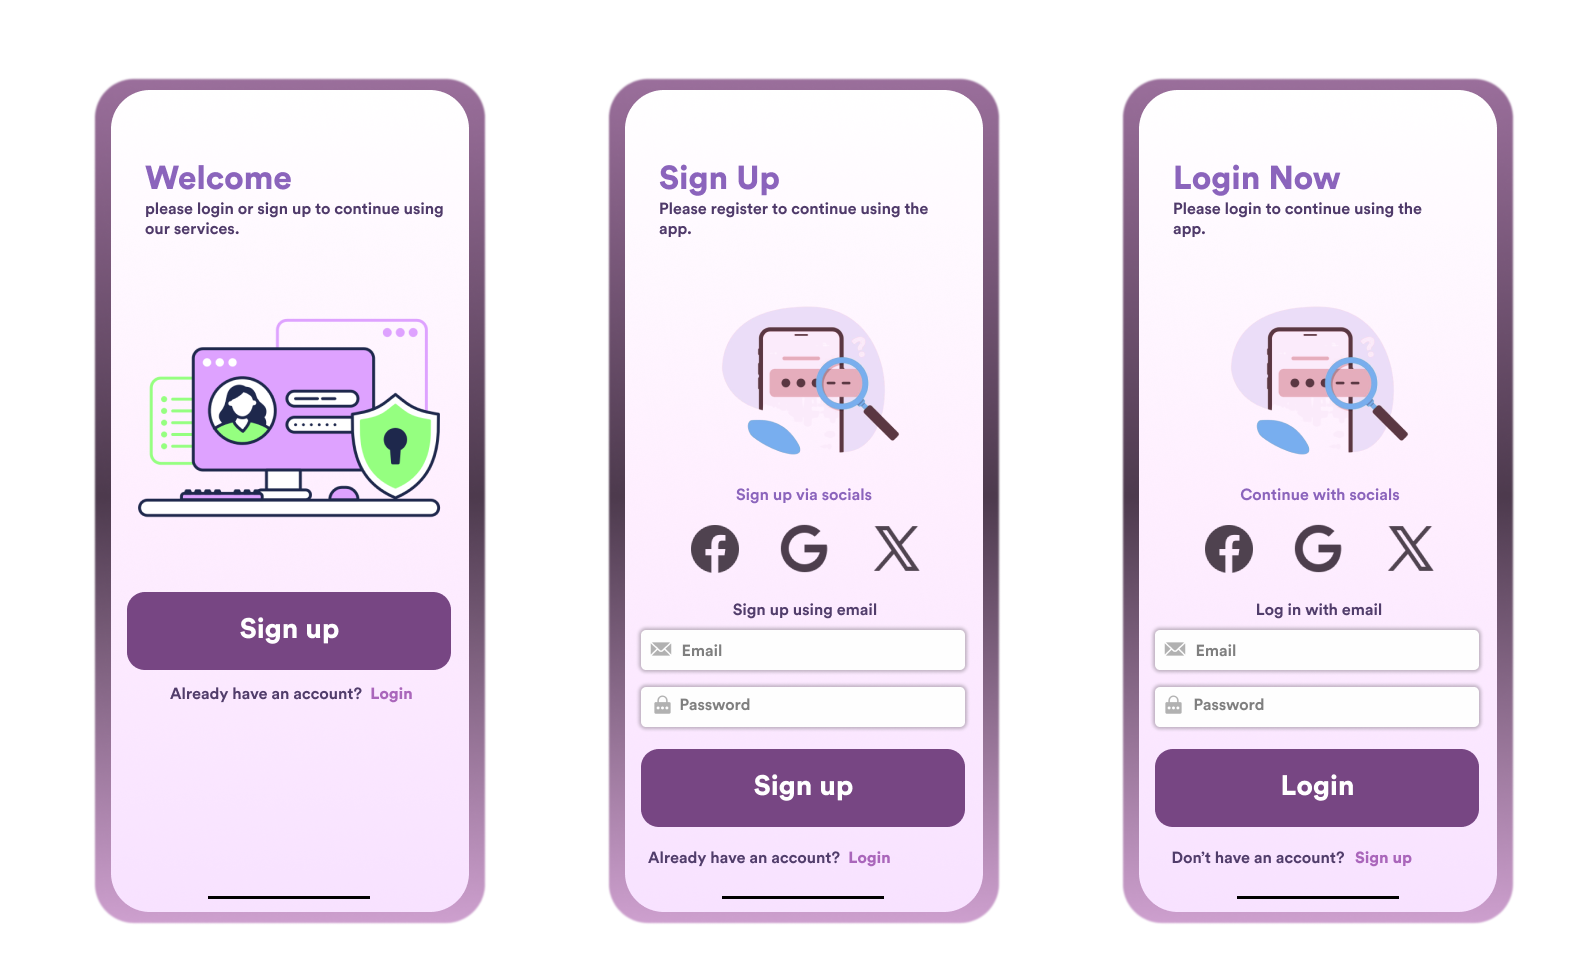 Welcome
please login or sign up to continue using
our services.
Sign up
Already have an account? Login
Sign Up
Please register to continue using the
app.
Sign up via socials
Sign up using email
Email
Password
Sign up
Already have an account? Login
Login Now
Please login to continue using the
app.
Continue with socials
Log in with email
Email
Password
Login
Don’t have an account? Sign up